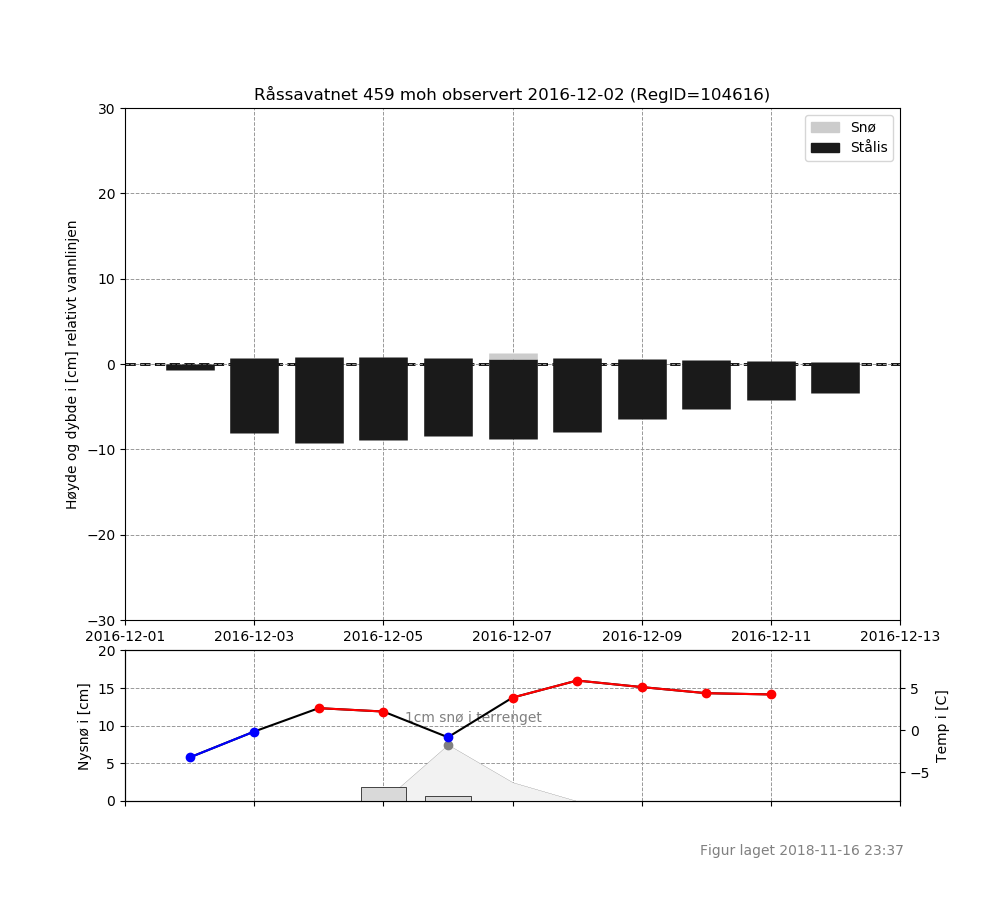 Råssavatnet 459 moh observert 2016-12-02 (RegID=104616)
Høyde og dybde i [cm] relativt vannlinjen
30
20
10
0
−10
−20
−30
Snø
Stålis
2016-12-01 2016-12-03 2016-12-05 2016-12-07 2016-12-09 2016-12-11 2016-12-13
Nysnø i [cm]
20
15
10
5
0
1cm snø i terrenget
5
0
−5
Temp i [C]
Figur laget 2018-11-16 23:37